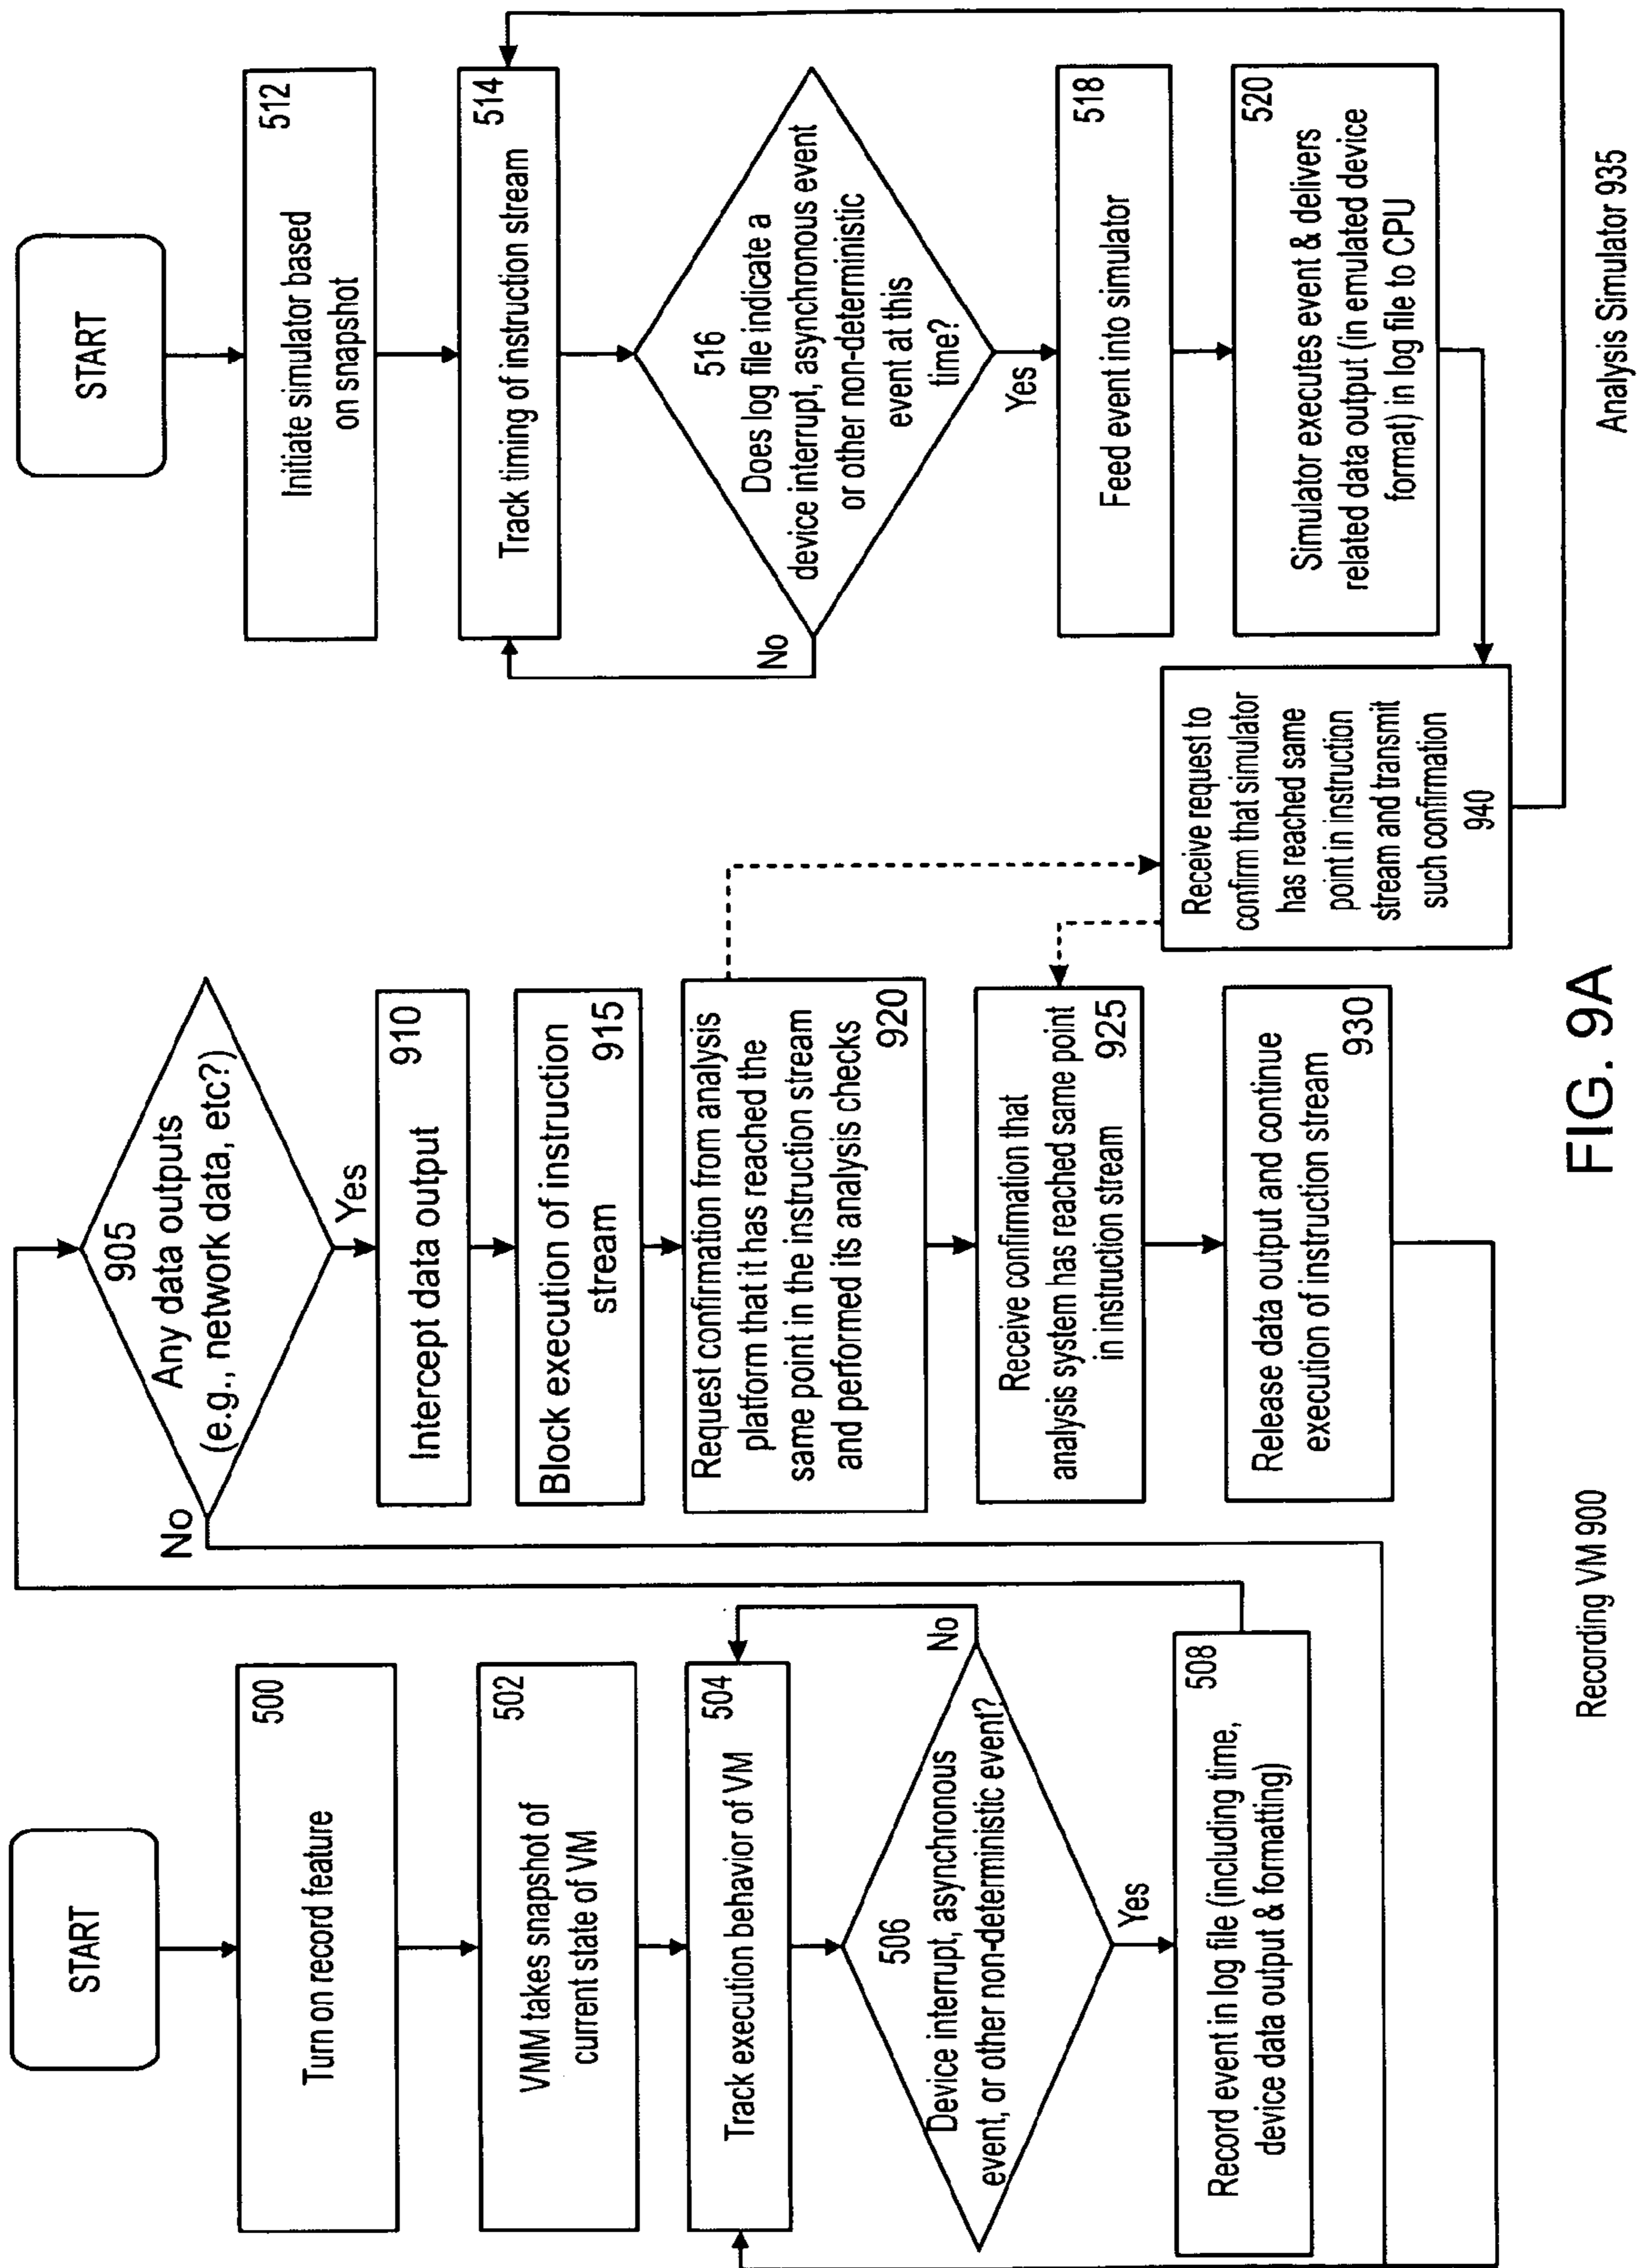 START
500
Turn on record feature
502
VMM takes snapshot of
current state of VM
504
Track execution behavior of VM
506
Device interrupt, asynchronous
event, or other non-deterministic event?
No
Yes
508
Record event in log file (including time,
device data output & formatting)
905
Any data outputs
(e.g., network data, etc?)
No
Yes
910
Intercept data output
Block execution of instruction
stream
915
Request confirmation from analysis
platform that it has reached the
same point in the instruction stream
and performed its analysis checks
920
Receive confirmation that
analysis system has reached same point
in instruction stream
925
Release data output and continue
execution of instruction stream
930
Recording VM 900
START
512
Initiate simulator based
on snapshot
514
Track timing of instruction stream
516
Does log file indicate a
device interrupt, asynchronous event
or other non-deterministic
event at this
time?
No
Yes
518
Feed event into simulator
520
Simulator executes event & delivers
related data output (in emulated device
format) in log file to CPU
Receive request to
confirm that simulator
has reached same
point in instruction
stream and transmit
such confirmation
940
Analysis Simulator 935
FIG. 9A